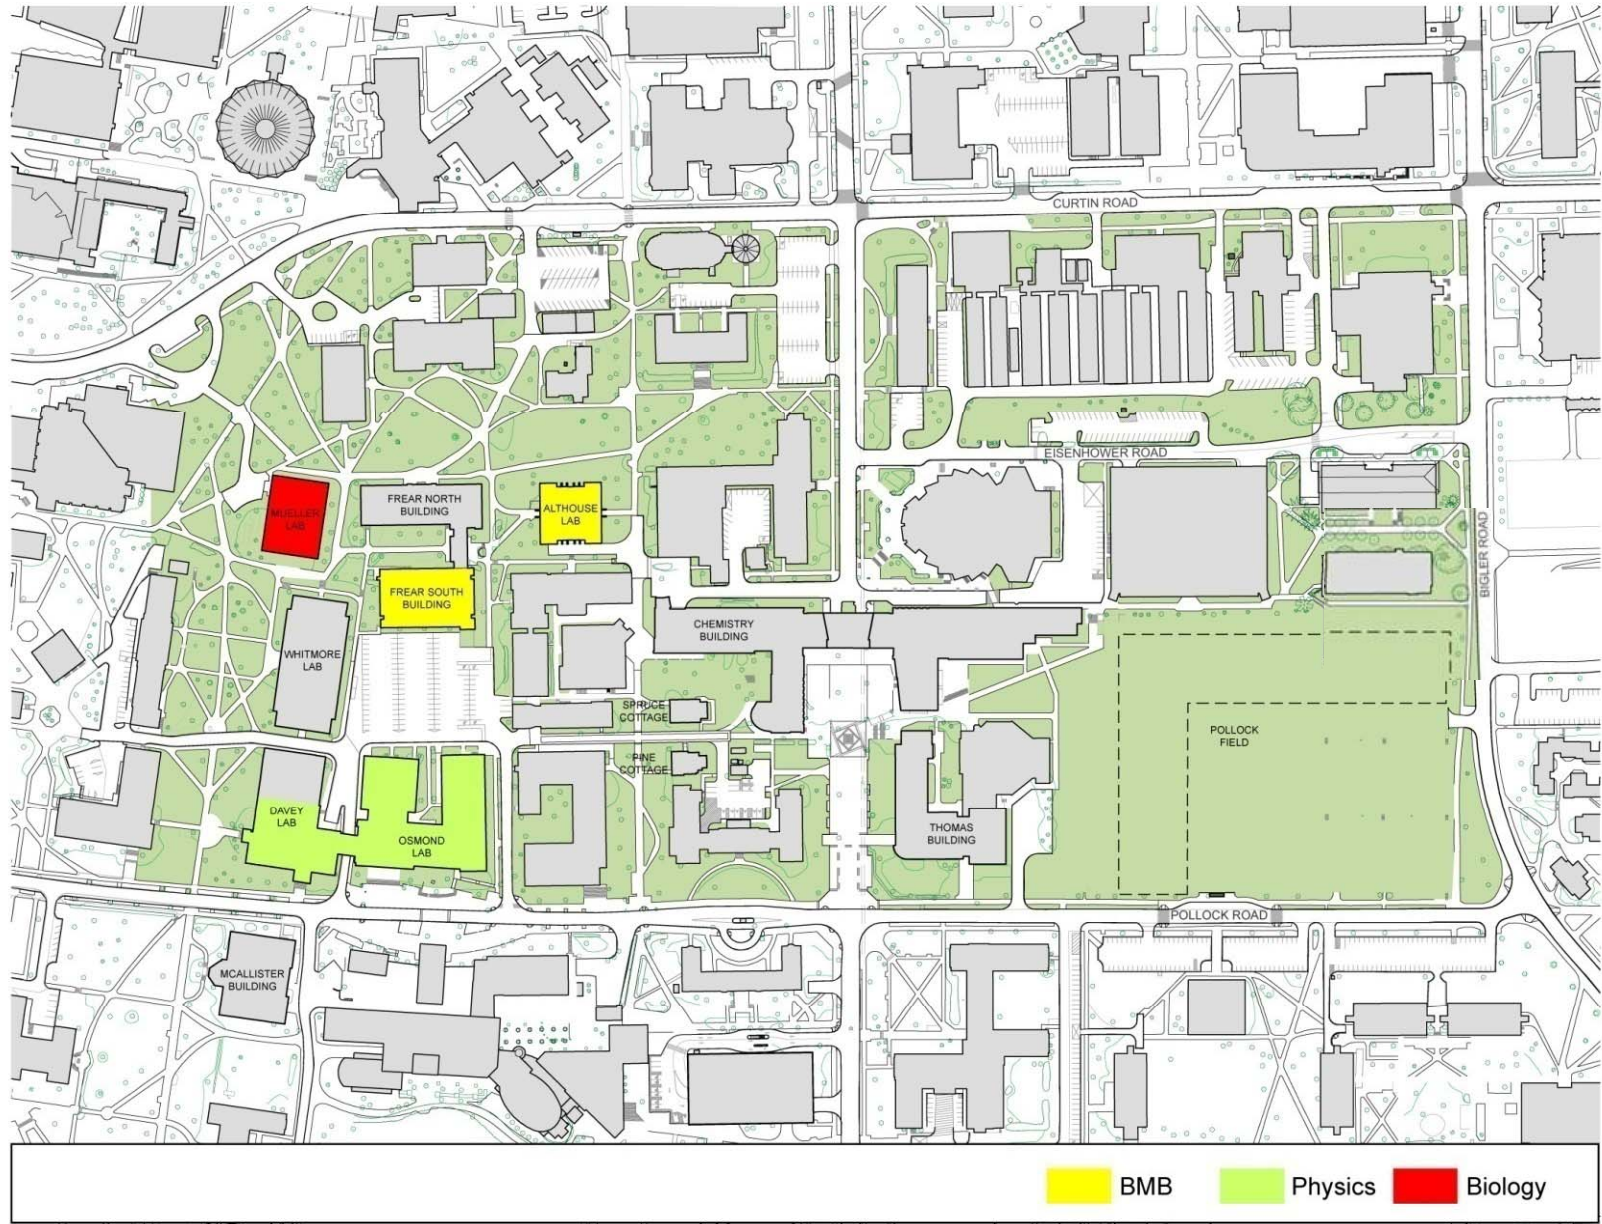 CURTIN ROAD
EISENHOWER ROAD
MUELLER
LAB
FREAR NORTH
BUILDING
ALTHOUSE
LAB
BIGLER ROAD
FREAR SOUTH
BUILDING
CHEMISTRY
BUILDING
WHITMORE
LAB
SPRUCE
COTTAGE
POLLOCK
FIELD
PINE
COTTAGE
DAVEY
LAB
OSMOND
LAB
THOMAS
BUILDING
POLLOCK ROAD
MCALLISTER
BUILDING
BMB
Physics
Biology